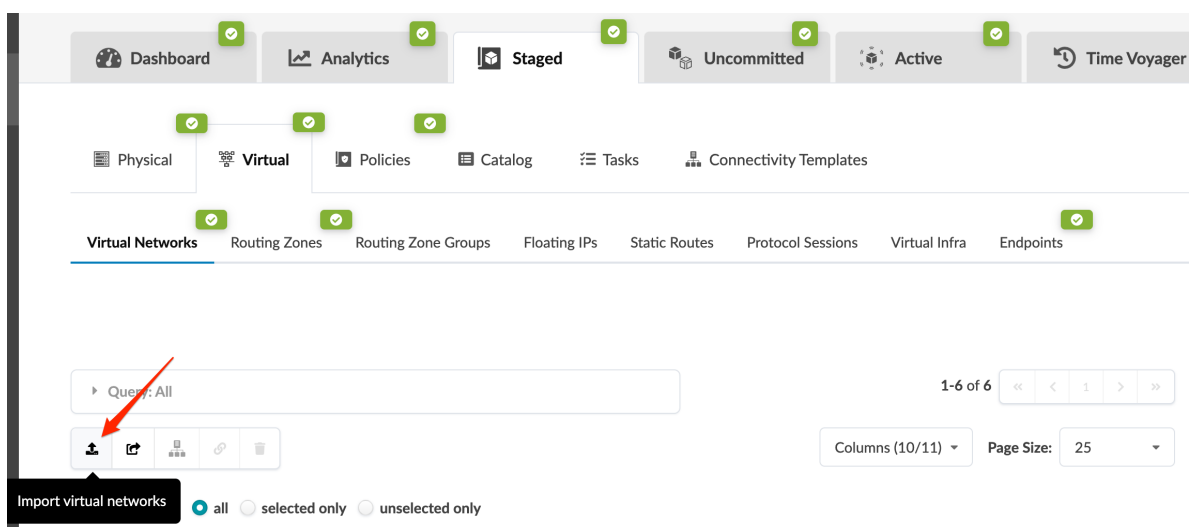 Dashboard Analytics Staged Uncommitted Active Time Voyager
Physical Virtual Policies Catalog Tasks Connectivity Templates
Virtual Networks Routing Zones Routing Zone Groups Floating IPs Static Routes Protocol Sessions Virtual Infra Endpoints
Query: All 1-6 of 6 « < 1 > »
Columns (10/11) Page Size: 25
Import virtual networks all selected only unselected only